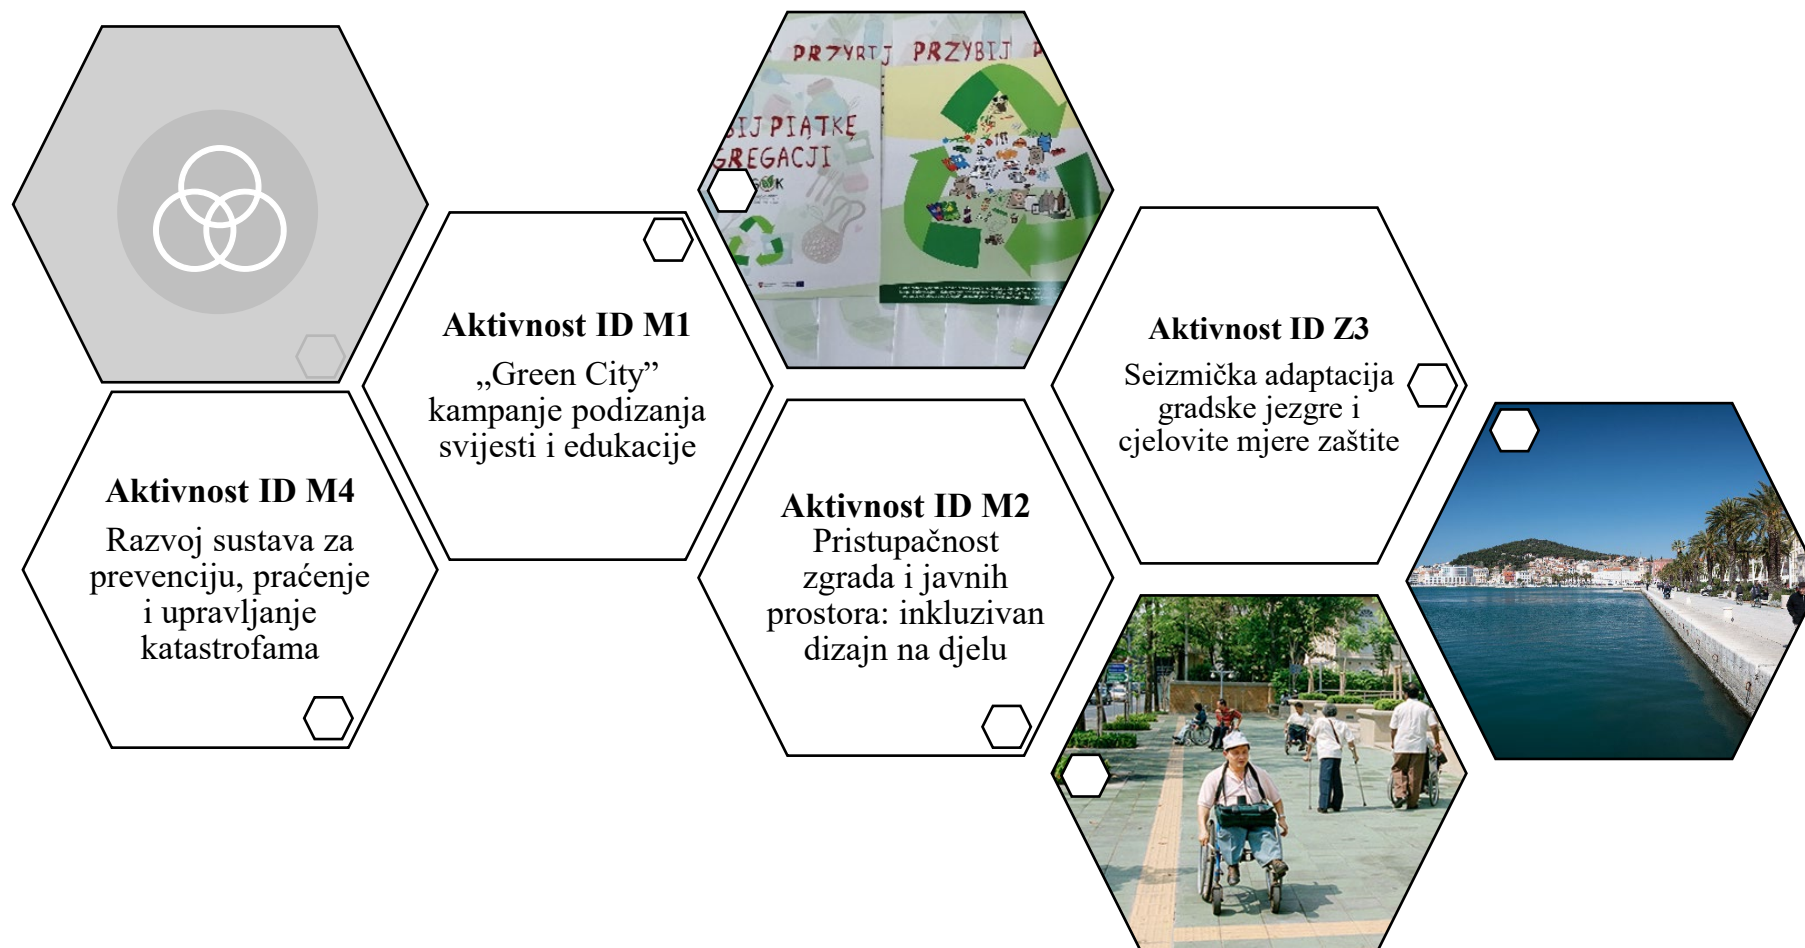 PRZYBIJ
PRZYBIJ
PIĄTKĘ
Aktivnost ID M1
„Green City”
kampanje podizanja
svijesti i edukacije
Aktivnost ID Z3
Seizmička adaptacija
gradske jezgre i
cjelovite mjere zaštite
Aktivnost ID M4
Razvoj sustava za
prevenciju, praćenje
i upravljanje
katastrofama
Aktivnost ID M2
Pristupačnost
zgrada i javnih
prostora: inkluzivan
dizajn na djelu